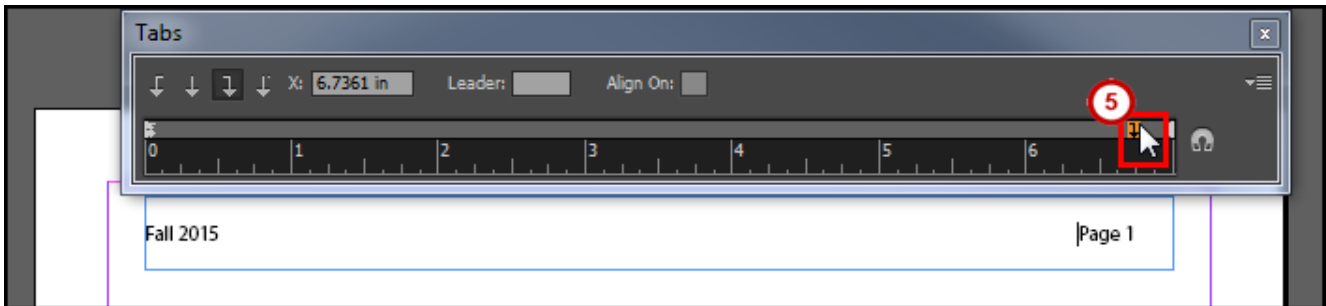 Tabs x
X: 6.7361 in Leader: Align On:
5
0 1 2 3 4 5 6
Fall 2015 Page 1